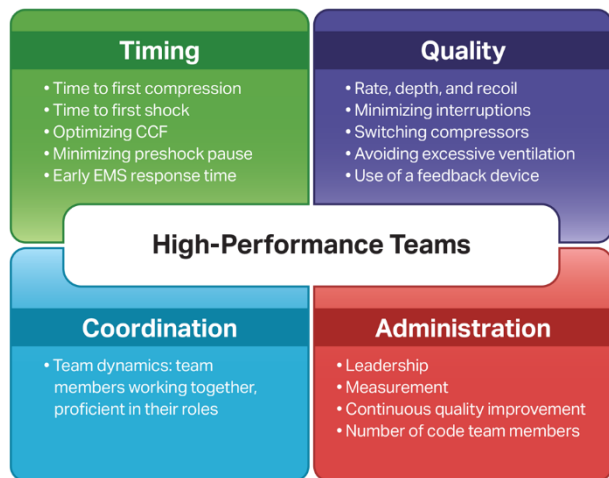 Timing
• Time to first compression
• Time to first shock
• Optimizing CCF
• Minimizing preshock pause
• Early EMS response time
Quality
• Rate, depth, and recoil
• Minimizing interruptions
• Switching compressors
• Avoiding excessive ventilation
• Use of a feedback device
High-Performance Teams
Coordination
• Team dynamics: team
members working together,
proficient in their roles
Administration
• Leadership
• Measurement
• Continuous quality improvement
• Number of code team members